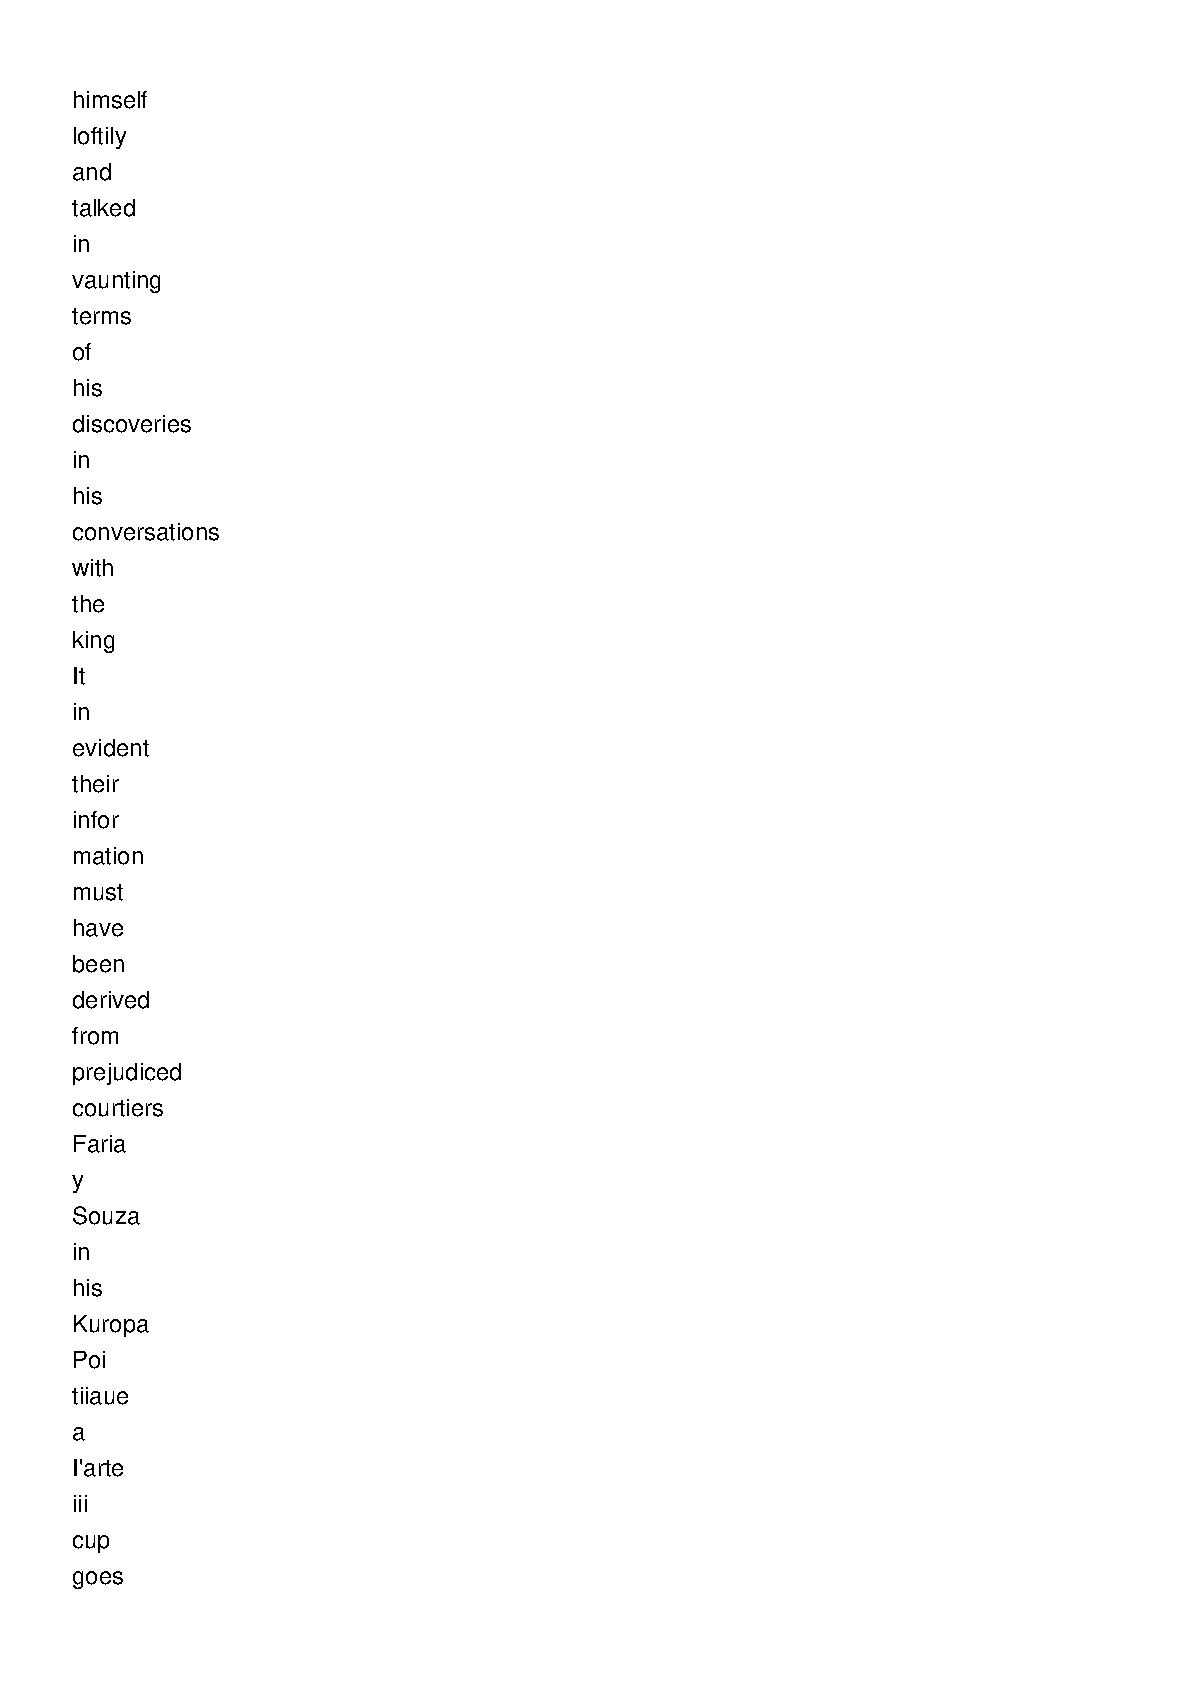 himself
loftily
and
talked
in
vaunting
terms
of
his
discoveries
in
his
conversations
with
the
king
It
in
evident
their
infor
mation
must
have
been
derived
from
prejudiced
courtiers
Faria
y
Souza
in
his
Kuropa
Poi
tiiaue
a
I'arte
iii
cup
goes